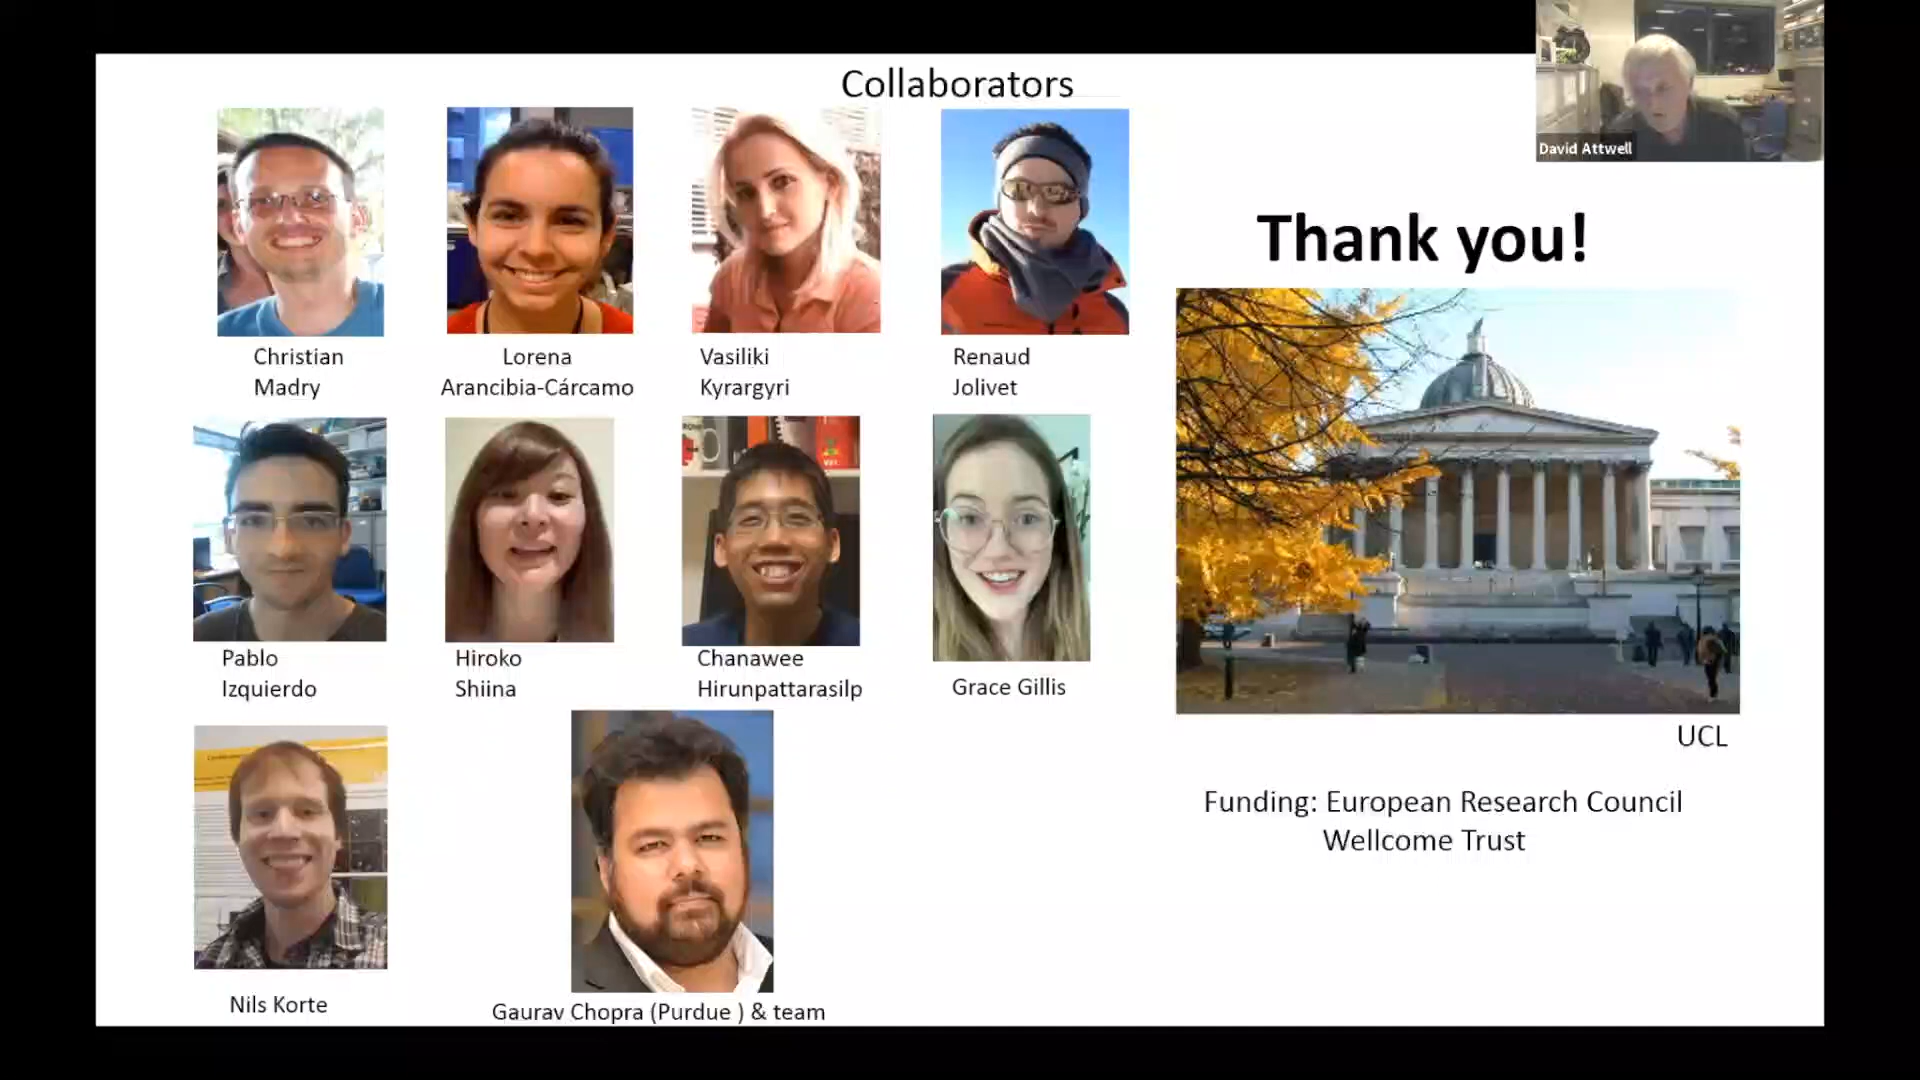 Collaborators
David Attwell
Thank you!
Christian
Madry
Lorena
Arancibia-Cárcamo
Vasiliki
Kyrargyri
Renaud
Jolivet
Pablo
Izquierdo
Hiroko
Shiina
Chanawee
Hirunpattarasilp
Grace Gillis
UCL
Funding: European Research Council
Wellcome Trust
Nils Korte
Gaurav Chopra (Purdue ) & team